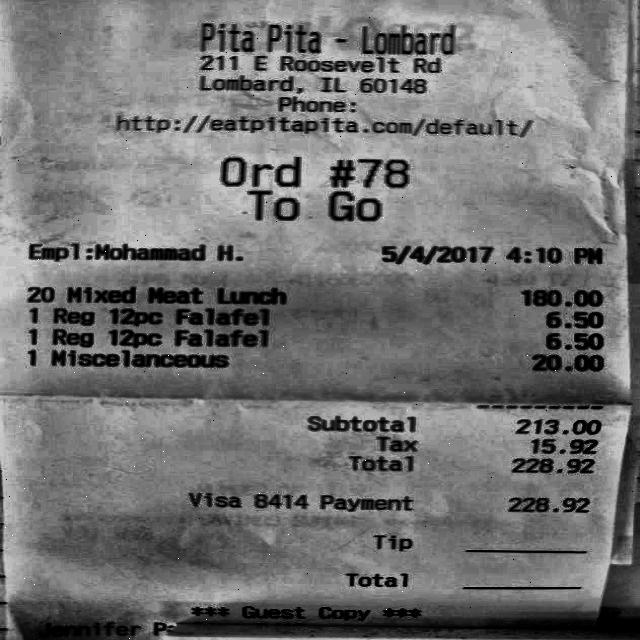 Pita Pita - Lombard
211 E Roosevelt Rd
Lombard, IL 60148
Phone:
http://eatpitapita.com/default/
Ord #78
To Go
Empl:Mohammad H. 5/4/2017 4:10 PM
20 Mixed Meat Lunch 180.00
1 Reg 12pc Falafel 6.50
1 Reg 12pc Falafel 6.50
1 Miscelanceous 20.00
Subtotal 213.00
Tax 15.92
Total 228.92
Visa 8414 Payment 228.92
Tip
Total
*** Guest Copy ***
Jennifer